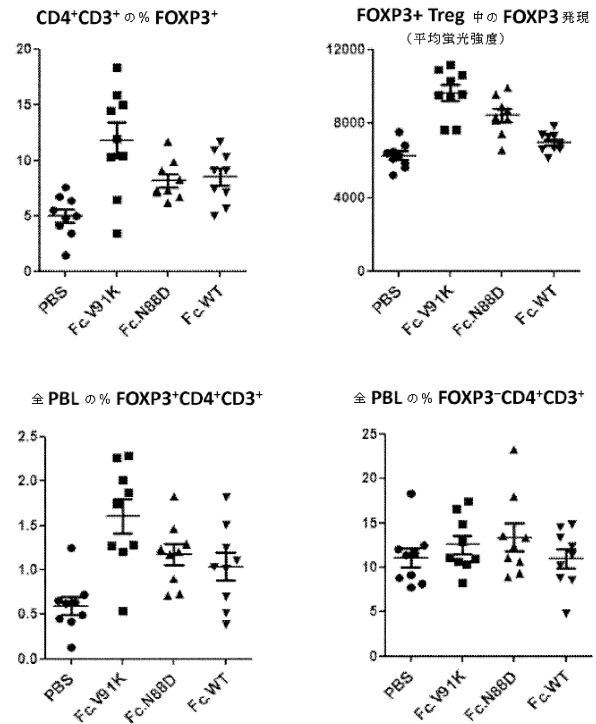 CD4⁺CD3⁺ の % FOXP3⁺
20
15
10
5
0
PBS
Fc.V91K
Fc.N88D
Fc.WT
FOXP3+ Treg 中の FOXP3 発現
（平均蛍光強度）
12000
8000
4000
0
PBS
Fc.V91K
Fc.N88D
Fc.WT
全 PBL の % FOXP3⁺CD4⁺CD3⁺
2.5
2.0
1.5
1.0
0.5
0.0
PBS
Fc.V91K
Fc.N88D
Fc.WT
全 PBL の % FOXP3⁻CD4⁺CD3⁺
25
20
15
10
5
0
PBS
Fc.V91K
Fc.N88D
Fc.WT